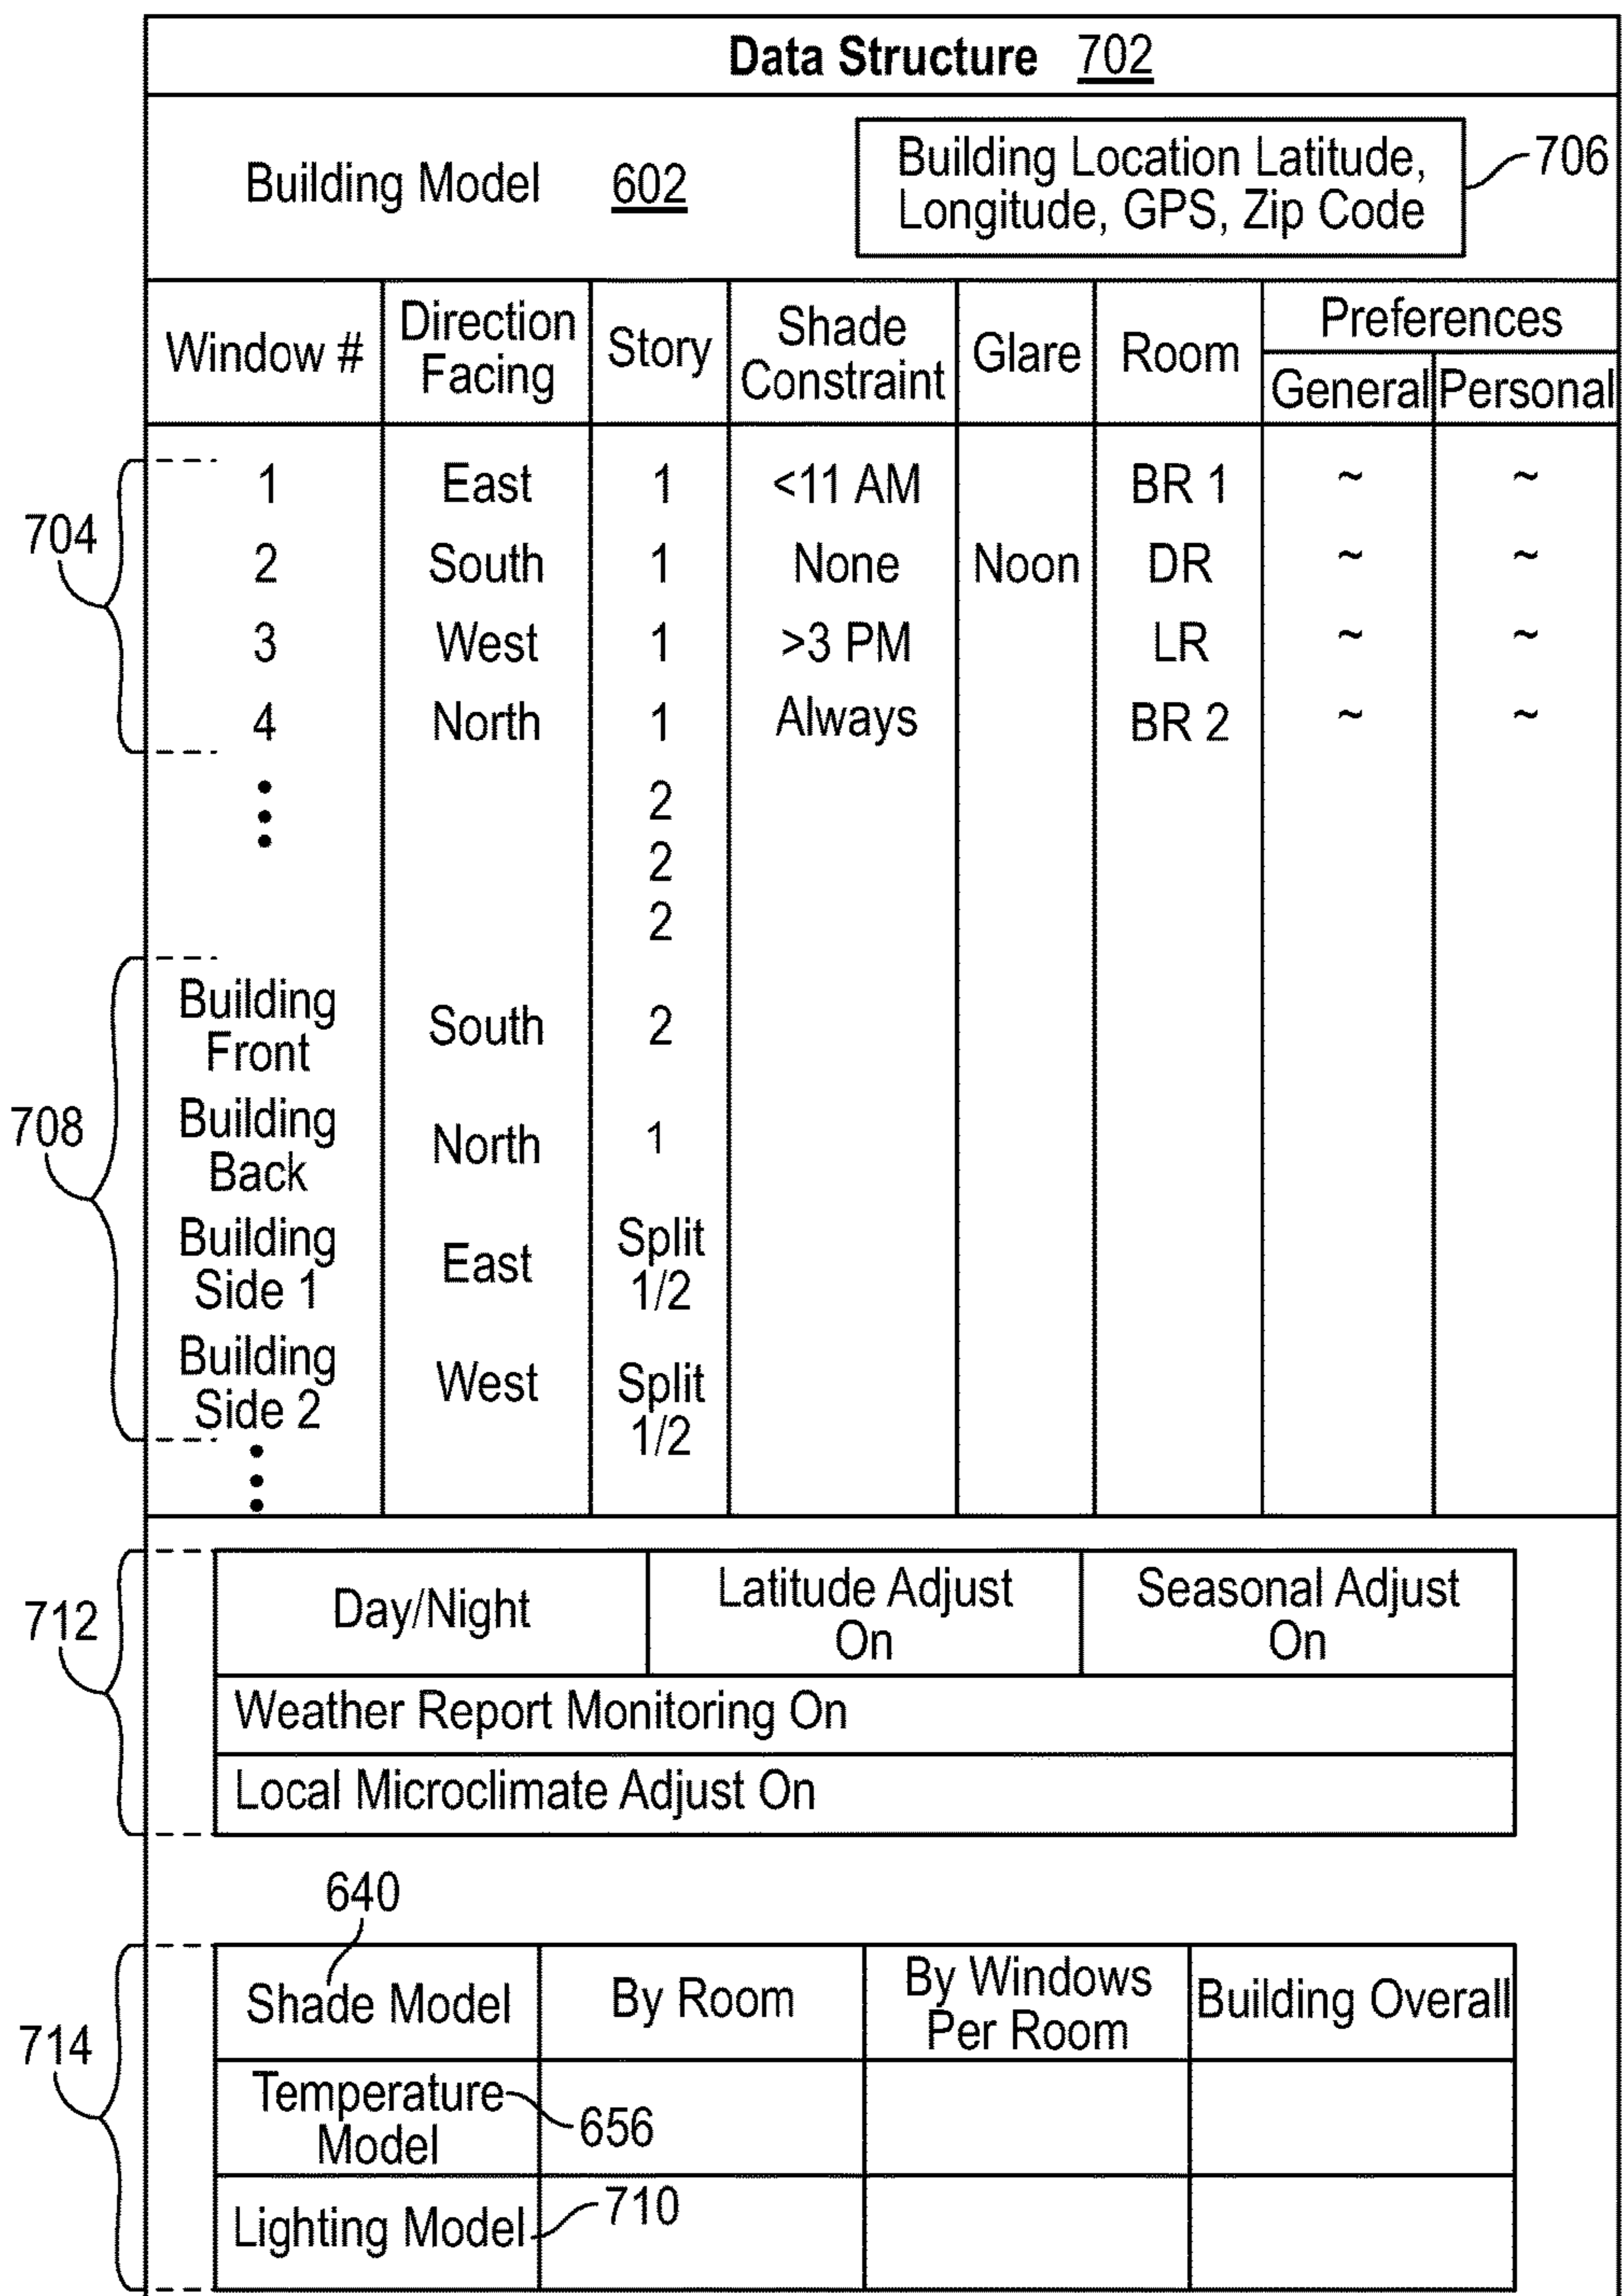 Data Structure 702
Building Model 602
Building Location Latitude,
Longitude, GPS, Zip Code
706
Window #
Direction
Facing
Story
Shade
Constraint
Glare
Room
Preferences
General
Personal
704
1 East 1 <11 AM BR 1 ~ ~
2 South 1 None Noon DR ~ ~
3 West 1 >3 PM LR ~ ~
4 North 1 Always BR 2 ~ ~
2
2
2
708
Building
Front
South
2
Building
Back
North
1
Building
Side 1
East
Split
1/2
Building
Side 2
West
Split
1/2
712
Day/Night
Latitude Adjust
On
Seasonal Adjust
On
Weather Report Monitoring On
Local Microclimate Adjust On
640
714
Shade Model
By Room
By Windows
Per Room
Building Overall
Temperature
Model
656
Lighting Model
710